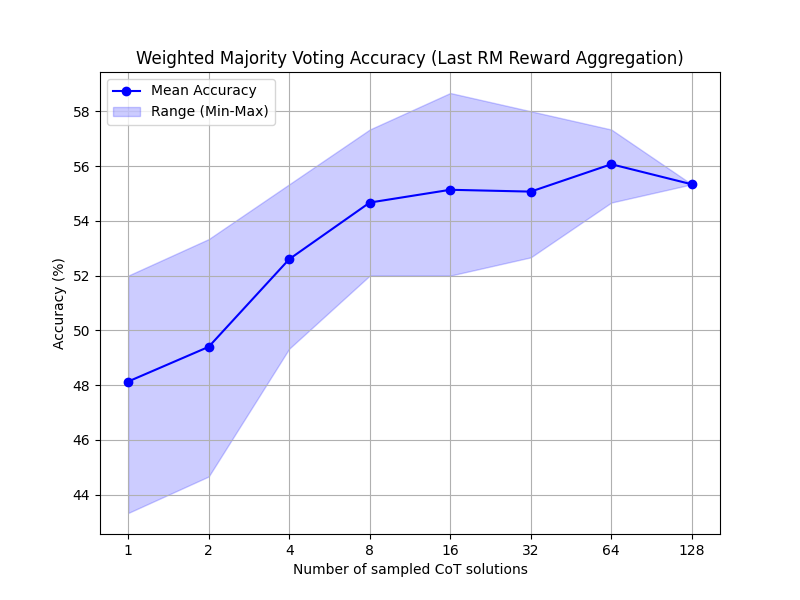 Weighted Majority Voting Accuracy (Last RM Reward Aggregation)
Mean Accuracy
Range (Min-Max)
Accuracy (%)
58
56
54
52
50
48
46
44
1 2 4 8 16 32 64 128
Number of sampled CoT solutions